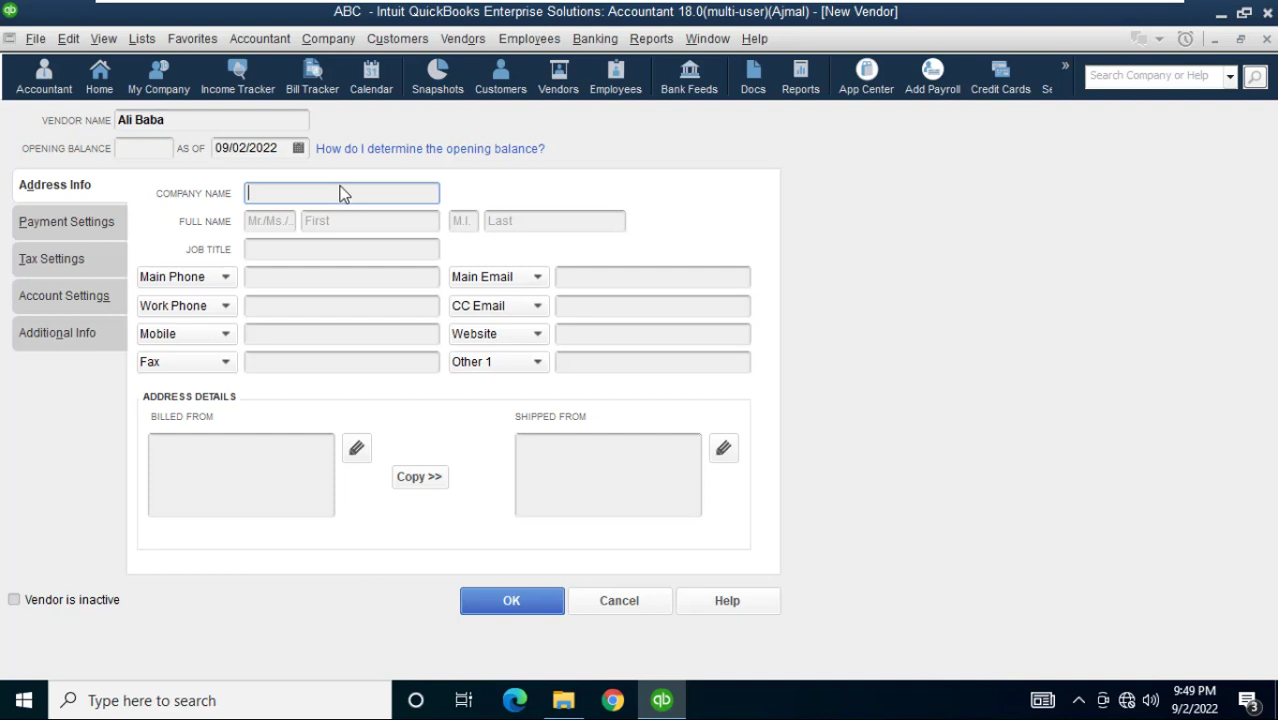 ABC - Intuit QuickBooks Enterprise Solutions: Accountant 18.0(multi-user)(Ajmal) - [New Vendor]
File Edit View Lists Favorites Accountant Company Customers Vendors Employees Banking Reports Window Help
Accountant Home My Company Income Tracker Bill Tracker Calendar Snapshots Customers Vendors Employees Bank Feeds Docs Reports App Center Add Payroll Credit Cards Se
Search Company or Help
VENDOR NAME Ali Baba
OPENING BALANCE AS OF 09/02/2022 How do I determine the opening balance?
Address Info
Payment Settings
Tax Settings
Account Settings
Additional Info
COMPANY NAME
FULL NAME Mr./Ms./.. First M.I. Last
JOB TITLE
Main Phone Main Email
Work Phone CC Email
Mobile Website
Fax Other 1
ADDRESS DETAILS
BILLED FROM SHIPPED FROM
Copy >>
Vendor is inactive
OK Cancel Help
qb
Type here to search
9:49 PM
9/2/2022
3
31